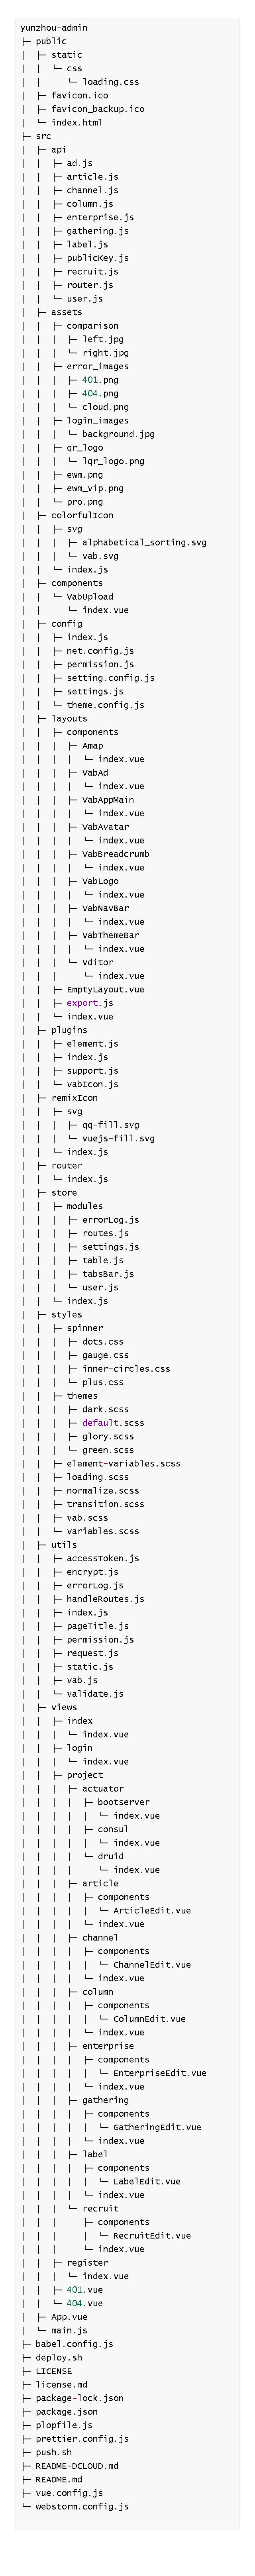 yunzhou-admin
├─ public
│  ├─ static
│  │  └─ css
│  │     └─ loading.css
│  ├─ favicon.ico
│  ├─ favicon_backup.ico
│  └─ index.html
├─ src
│  ├─ api
│  │  ├─ ad.js
│  │  ├─ article.js
│  │  ├─ channel.js
│  │  ├─ column.js
│  │  ├─ enterprise.js
│  │  ├─ gathering.js
│  │  ├─ label.js
│  │  ├─ publicKey.js
│  │  ├─ recruit.js
│  │  ├─ router.js
│  │  └─ user.js
│  ├─ assets
│  │  ├─ comparison
│  │  │  ├─ left.jpg
│  │  │  └─ right.jpg
│  │  ├─ error_images
│  │  │  ├─ 401.png
│  │  │  ├─ 404.png
│  │  │  └─ cloud.png
│  │  ├─ login_images
│  │  │  └─ background.jpg
│  │  ├─ qr_logo
│  │  │  └─ lqr_logo.png
│  │  ├─ ewm.png
│  │  ├─ ewm_vip.png
│  │  └─ pro.png
│  ├─ colorfulIcon
│  │  ├─ svg
│  │  │  ├─ alphabetical_sorting.svg
│  │  │  └─ vab.svg
│  │  └─ index.js
│  ├─ components
│  │  └─ VabUpload
│  │     └─ index.vue
│  ├─ config
│  │  ├─ index.js
│  │  ├─ net.config.js
│  │  ├─ permission.js
│  │  ├─ setting.config.js
│  │  ├─ settings.js
│  │  └─ theme.config.js
│  ├─ layouts
│  │  ├─ components
│  │  │  ├─ Amap
│  │  │  │  └─ index.vue
│  │  │  ├─ VabAd
│  │  │  │  └─ index.vue
│  │  │  ├─ VabAppMain
│  │  │  │  └─ index.vue
│  │  │  ├─ VabAvatar
│  │  │  │  └─ index.vue
│  │  │  ├─ VabBreadcrumb
│  │  │  │  └─ index.vue
│  │  │  ├─ VabLogo
│  │  │  │  └─ index.vue
│  │  │  ├─ VabNavBar
│  │  │  │  └─ index.vue
│  │  │  ├─ VabThemeBar
│  │  │  │  └─ index.vue
│  │  │  └─ Vditor
│  │  │     └─ index.vue
│  │  ├─ EmptyLayout.vue
│  │  ├─ export.js
│  │  └─ index.vue
│  ├─ plugins
│  │  ├─ element.js
│  │  ├─ index.js
│  │  ├─ support.js
│  │  └─ vabIcon.js
│  ├─ remixIcon
│  │  ├─ svg
│  │  │  ├─ qq-fill.svg
│  │  │  └─ vuejs-fill.svg
│  │  └─ index.js
│  ├─ router
│  │  └─ index.js
│  ├─ store
│  │  ├─ modules
│  │  │  ├─ errorLog.js
│  │  │  ├─ routes.js
│  │  │  ├─ settings.js
│  │  │  ├─ table.js
│  │  │  ├─ tabsBar.js
│  │  │  └─ user.js
│  │  └─ index.js
│  ├─ styles
│  │  ├─ spinner
│  │  │  ├─ dots.css
│  │  │  ├─ gauge.css
│  │  │  ├─ inner-circles.css
│  │  │  └─ plus.css
│  │  ├─ themes
│  │  │  ├─ dark.scss
│  │  │  ├─ default.scss
│  │  │  ├─ glory.scss
│  │  │  └─ green.scss
│  │  ├─ element-variables.scss
│  │  ├─ loading.scss
│  │  ├─ normalize.scss
│  │  ├─ transition.scss
│  │  ├─ vab.scss
│  │  └─ variables.scss
│  ├─ utils
│  │  ├─ accessToken.js
│  │  ├─ encrypt.js
│  │  ├─ errorLog.js
│  │  ├─ handleRoutes.js
│  │  ├─ index.js
│  │  ├─ pageTitle.js
│  │  ├─ permission.js
│  │  ├─ request.js
│  │  ├─ static.js
│  │  ├─ vab.js
│  │  └─ validate.js
│  ├─ views
│  │  ├─ index
│  │  │  └─ index.vue
│  │  ├─ login
│  │  │  └─ index.vue
│  │  ├─ project
│  │  │  ├─ actuator
│  │  │  │  ├─ bootserver
│  │  │  │  │  └─ index.vue
│  │  │  │  ├─ consul
│  │  │  │  │  └─ index.vue
│  │  │  │  └─ druid
│  │  │  │     └─ index.vue
│  │  │  ├─ article
│  │  │  │  ├─ components
│  │  │  │  │  └─ ArticleEdit.vue
│  │  │  │  └─ index.vue
│  │  │  ├─ channel
│  │  │  │  ├─ components
│  │  │  │  │  └─ ChannelEdit.vue
│  │  │  │  └─ index.vue
│  │  │  ├─ column
│  │  │  │  ├─ components
│  │  │  │  │  └─ ColumnEdit.vue
│  │  │  │  └─ index.vue
│  │  │  ├─ enterprise
│  │  │  │  ├─ components
│  │  │  │  │  └─ EnterpriseEdit.vue
│  │  │  │  └─ index.vue
│  │  │  ├─ gathering
│  │  │  │  ├─ components
│  │  │  │  │  └─ GatheringEdit.vue
│  │  │  │  └─ index.vue
│  │  │  ├─ label
│  │  │  │  ├─ components
│  │  │  │  │  └─ LabelEdit.vue
│  │  │  │  └─ index.vue
│  │  │  └─ recruit
│  │  │     ├─ components
│  │  │     │  └─ RecruitEdit.vue
│  │  │     └─ index.vue
│  │  ├─ register
│  │  │  └─ index.vue
│  │  ├─ 401.vue
│  │  └─ 404.vue
│  ├─ App.vue
│  └─ main.js
├─ babel.config.js
├─ deploy.sh
├─ LICENSE
├─ license.md
├─ package-lock.json
├─ package.json
├─ plopfile.js
├─ prettier.config.js
├─ push.sh
├─ README-DCLOUD.md
├─ README.md
├─ vue.config.js
└─ webstorm.config.js